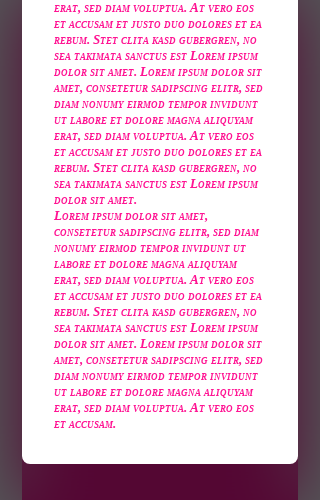 erat, sed diam voluptua. At vero eos
et accusam et justo duo dolores et ea
rebum. Stet clita kasd gubergren, no
sea takimata sanctus est Lorem ipsum
dolor sit amet. Lorem ipsum dolor sit
amet, consetetur sadipscing elitr, sed
diam nonumy eirmod tempor invidunt
ut labore et dolore magna aliquyam
erat, sed diam voluptua. At vero eos
et accusam et justo duo dolores et ea
rebum. Stet clita kasd gubergren, no
sea takimata sanctus est Lorem ipsum
dolor sit amet.
Lorem ipsum dolor sit amet,
consetetur sadipscing elitr, sed diam
nonumy eirmod tempor invidunt ut
labore et dolore magna aliquyam
erat, sed diam voluptua. At vero eos
et accusam et justo duo dolores et ea
rebum. Stet clita kasd gubergren, no
sea takimata sanctus est Lorem ipsum
dolor sit amet. Lorem ipsum dolor sit
amet, consetetur sadipscing elitr, sed
diam nonumy eirmod tempor invidunt
ut labore et dolore magna aliquyam
erat, sed diam voluptua. At vero eos
et accusam.